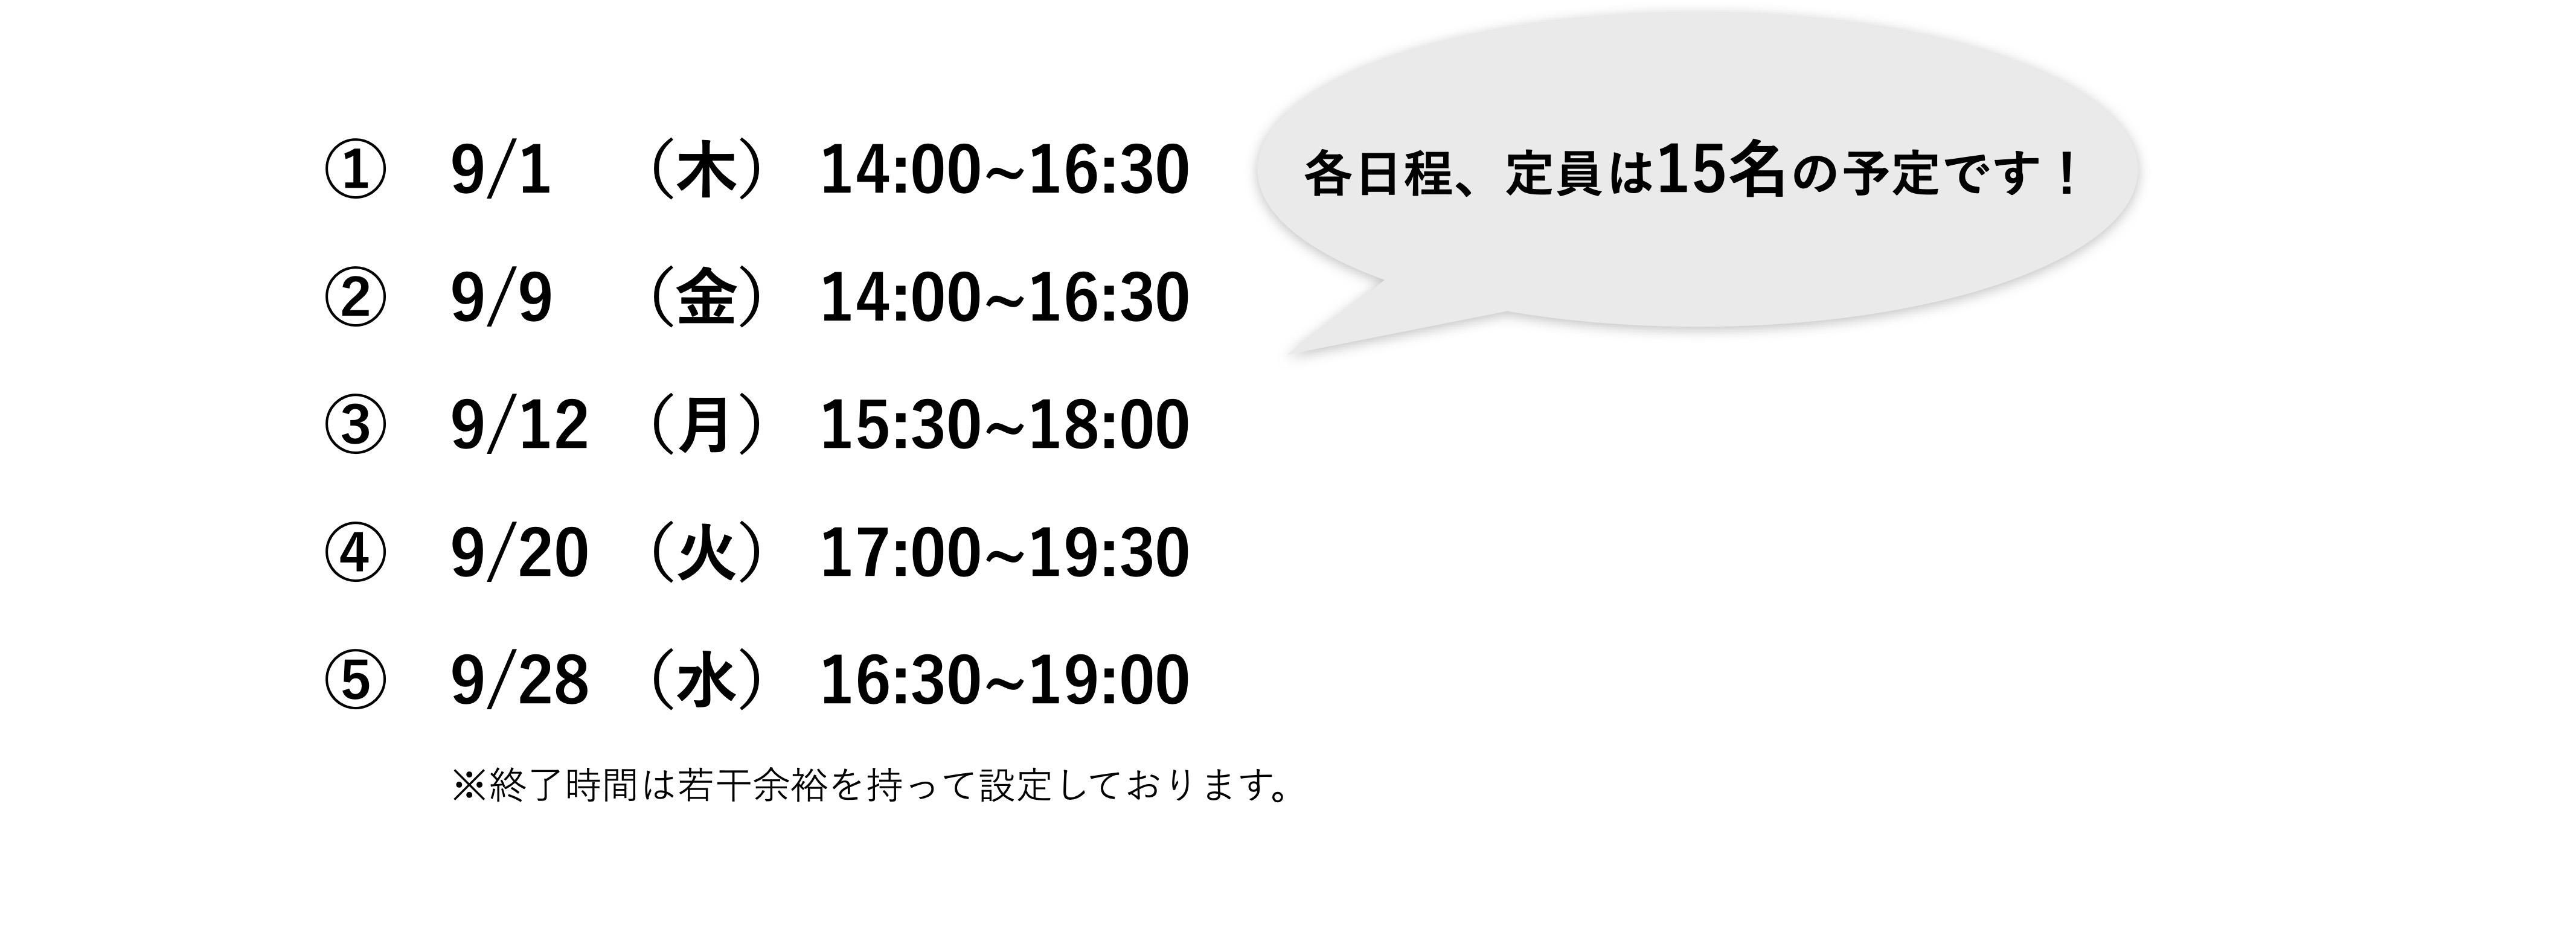 ① 9/1 （木） 14:00~16:30
各日程、定員は15名の予定です！
② 9/9 （金） 14:00~16:30
③ 9/12 （月） 15:30~18:00
④ 9/20 （火） 17:00~19:30
⑤ 9/28 （水） 16:30~19:00
※終了時間は若干余裕を持って設定しております。